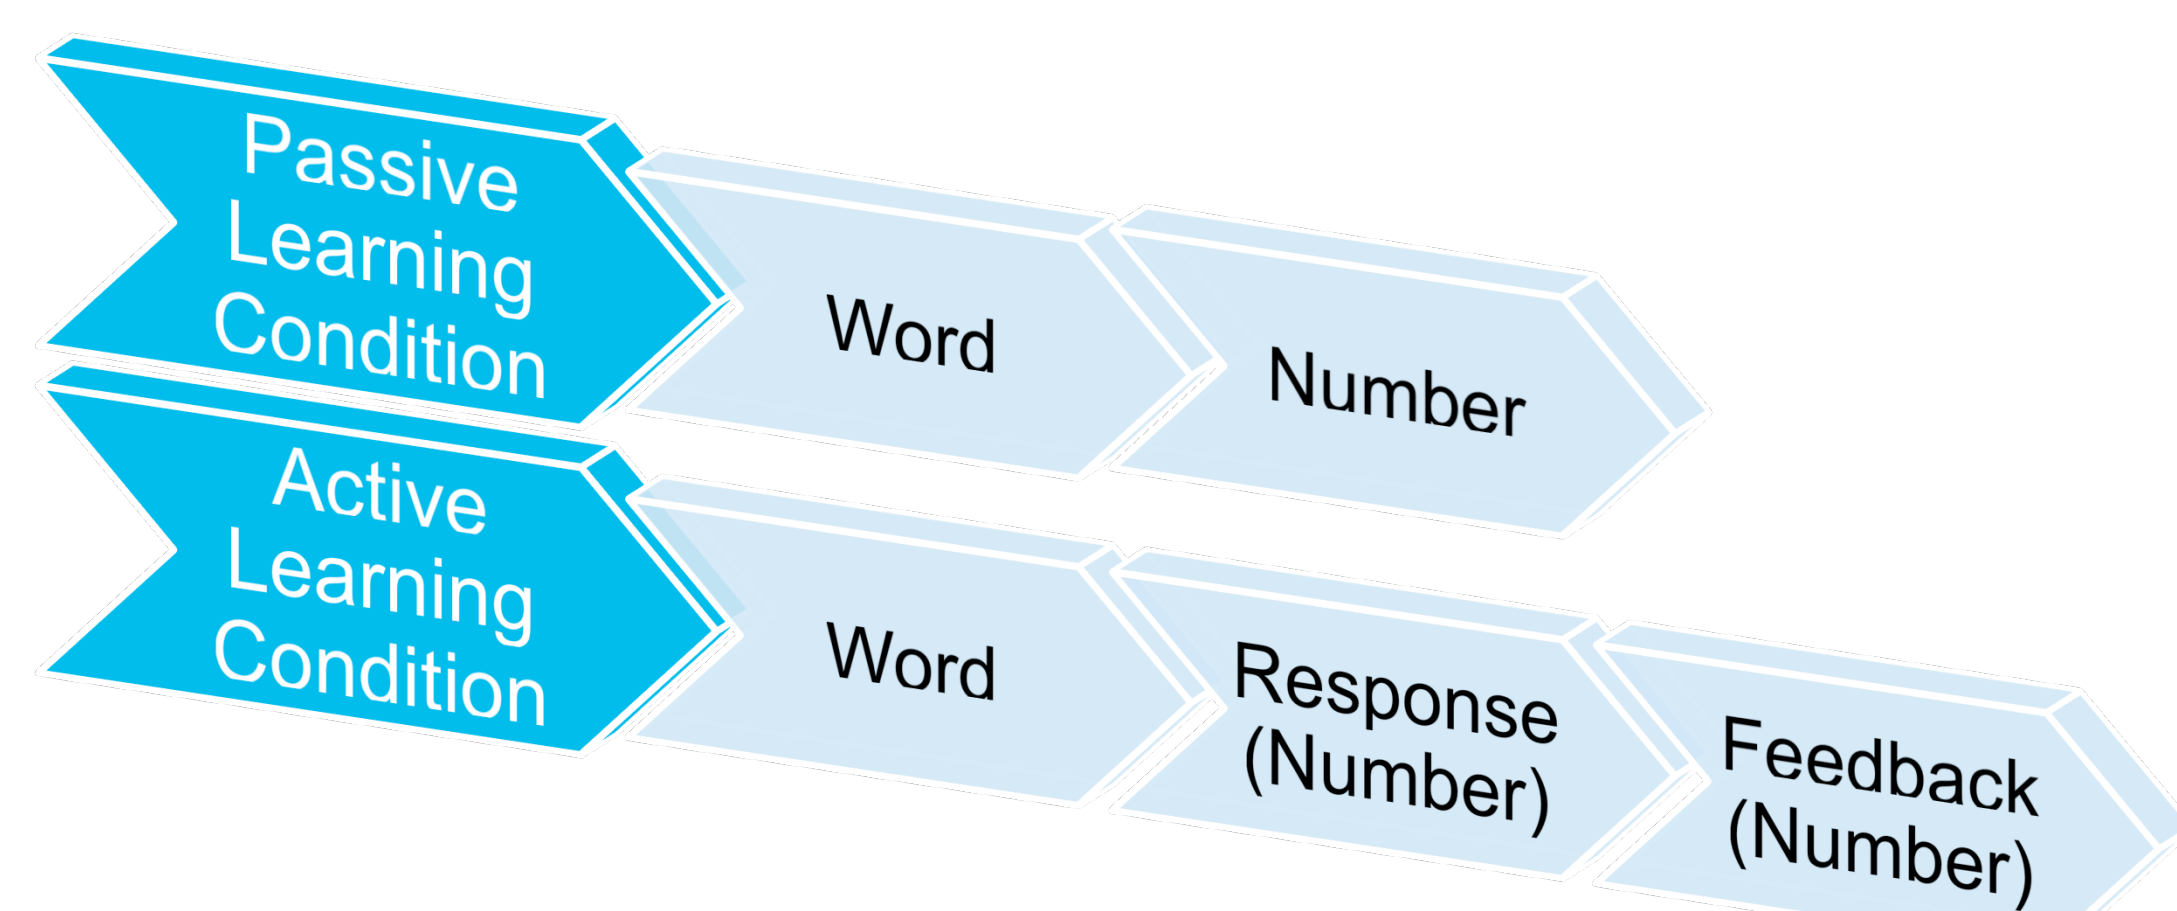 Passive
Learning
Condition
Word
Number
Active
Learning
Condition
Word
Response
(Number)
Feedback
(Number)